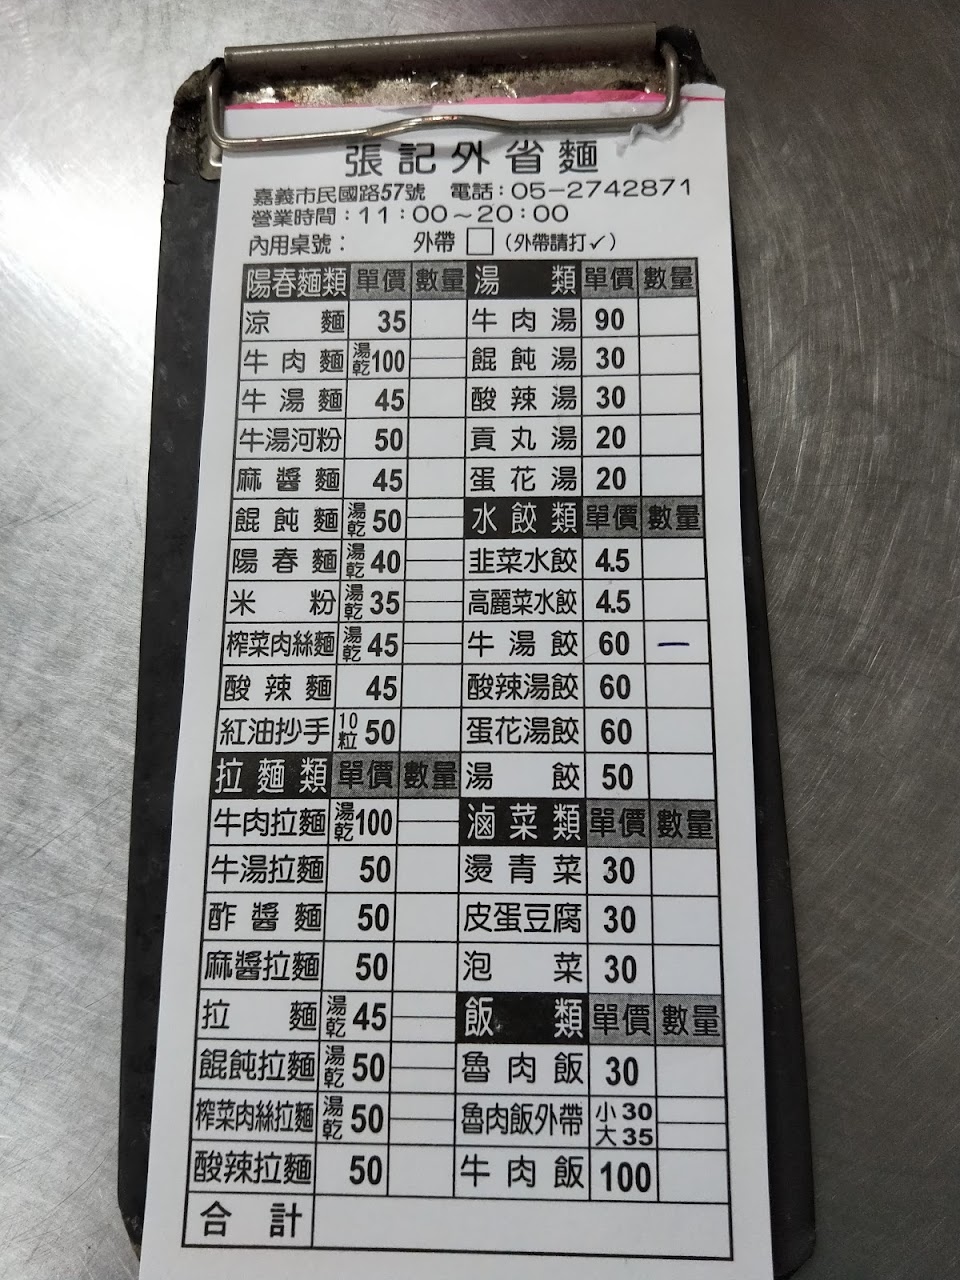 張記外省麵
嘉義市民國路57號 電話：05-2742871
營業時間：11：00～20：00
內用桌號： 外帶 □ (外帶請打✓)
陽春麵類 單價 數量
涼麵 35
牛肉麵 湯乾 100
牛湯麵 45
牛湯河粉 50
麻醬麵 45
餛飩麵 湯乾 50
陽春麵 湯乾 40
米粉 湯乾 35
榨菜肉絲麵 湯乾 45
酸辣麵 45
紅油抄手 10粒 50
拉麵類 單價 數量
牛肉拉麵 湯乾 100
牛湯拉麵 50
酢醬麵 50
麻醬拉麵 50
拉麵 湯乾 45
餛飩拉麵 湯乾 50
榨菜肉絲拉麵 湯乾 50
酸辣拉麵 50
合計
湯類 單價 數量
牛肉湯 90
餛飩湯 30
酸辣湯 30
貢丸湯 20
蛋花湯 20
水餃類 單價 數量
韭菜水餃 4.5
高麗菜水餃 4.5
牛湯餃 60 一
酸辣湯餃 60
蛋花湯餃 60
湯餃 50
滷菜類 單價 數量
燙青菜 30
皮蛋豆腐 30
泡菜 30
飯類 單價 數量
魯肉飯 30
魯肉飯外帶 小 30
大 35
牛肉飯 100